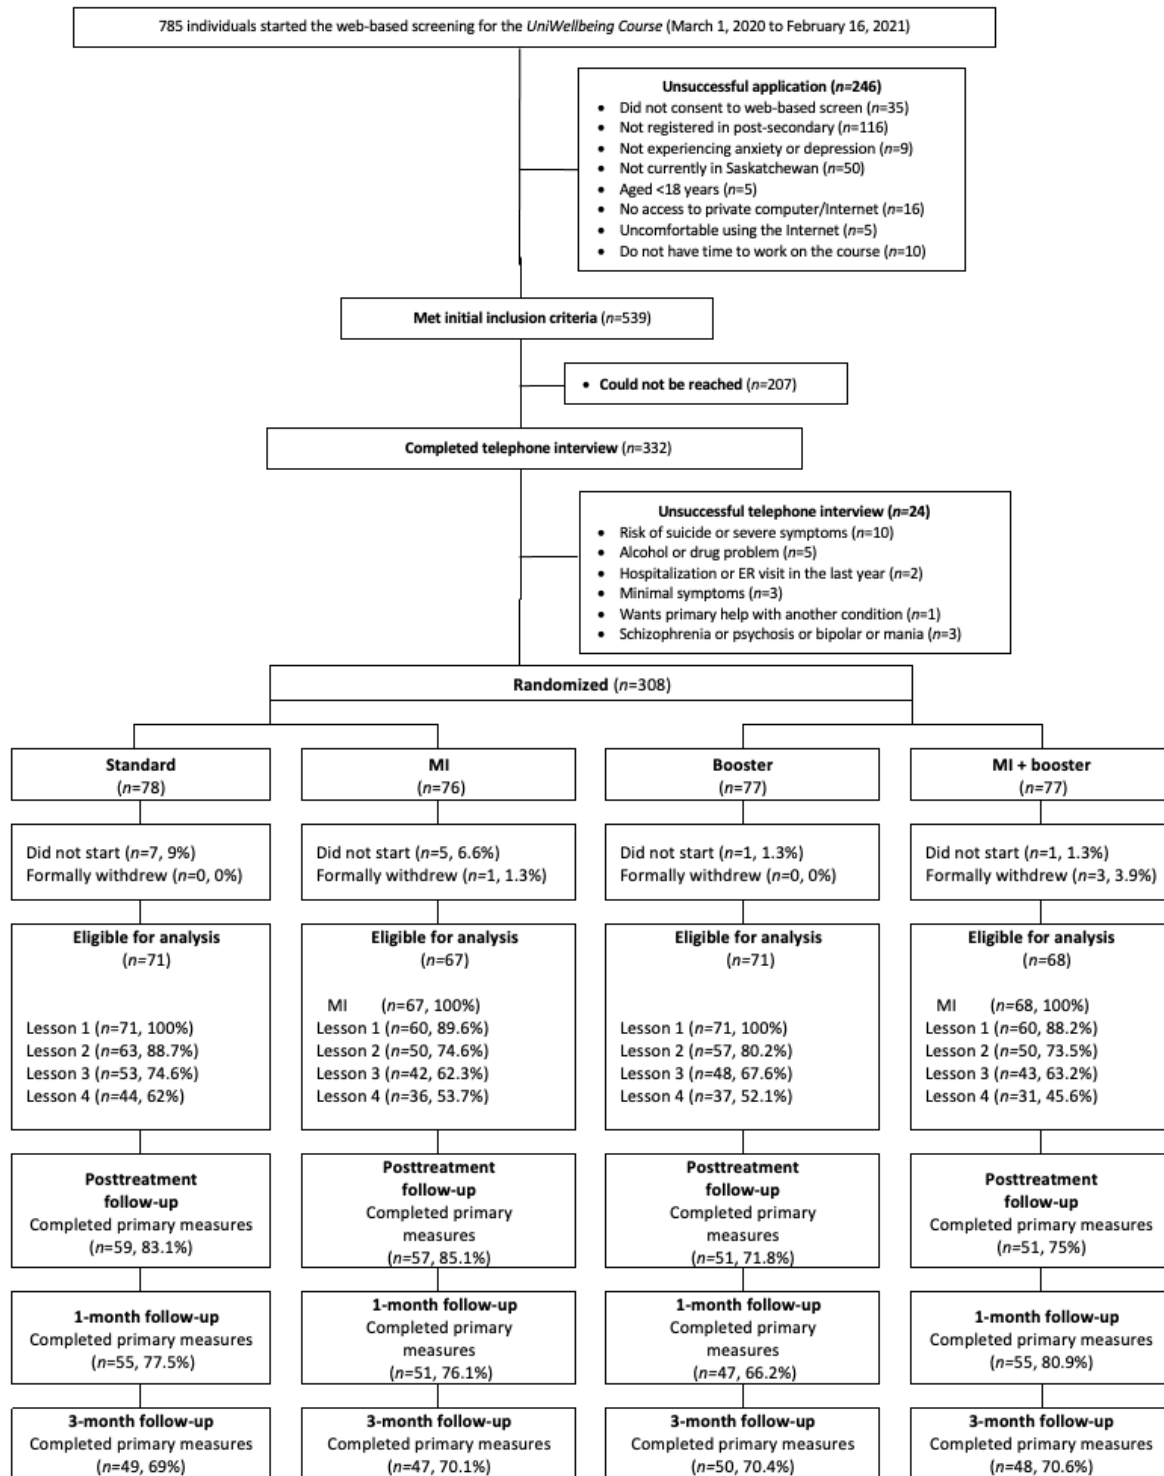 785 individuals started the web-based screening for the UniWellbeing Course (March 1, 2020 to February 16, 2021)
Unsuccessful application (n=246)
• Did not consent to web-based screen (n=35)
• Not registered in post-secondary (n=116)
• Not experiencing anxiety or depression (n=9)
• Not currently in Saskatchewan (n=50)
• Aged <18 years (n=5)
• No access to private computer/Internet (n=16)
• Uncomfortable using the Internet (n=5)
• Do not have time to work on the course (n=10)
Met initial inclusion criteria (n=539)
• Could not be reached (n=207)
Completed telephone interview (n=332)
Unsuccessful telephone interview (n=24)
• Risk of suicide or severe symptoms (n=10)
• Alcohol or drug problem (n=5)
• Hospitalization or ER visit in the last year (n=2)
• Minimal symptoms (n=3)
• Wants primary help with another condition (n=1)
• Schizophrenia or psychosis or bipolar or mania (n=3)
Randomized (n=308)
Standard
(n=78)
Did not start (n=7, 9%)
Formally withdrew (n=0, 0%)
Eligible for analysis
(n=71)
Lesson 1 (n=71, 100%)
Lesson 2 (n=63, 88.7%)
Lesson 3 (n=53, 74.6%)
Lesson 4 (n=44, 62%)
Posttreatment
follow-up
Completed primary measures
(n=59, 83.1%)
1-month follow-up
Completed primary measures
(n=55, 77.5%)
3-month follow-up
Completed primary measures
(n=49, 69%)
MI
(n=76)
Did not start (n=5, 6.6%)
Formally withdrew (n=1, 1.3%)
Eligible for analysis
(n=67)
MI (n=67, 100%)
Lesson 1 (n=60, 89.6%)
Lesson 2 (n=50, 74.6%)
Lesson 3 (n=42, 62.3%)
Lesson 4 (n=36, 53.7%)
Posttreatment
follow-up
Completed primary
measures
(n=57, 85.1%)
1-month follow-up
Completed primary
measures
(n=51, 76.1%)
3-month follow-up
Completed primary measures
(n=47, 70.1%)
Booster
(n=77)
Did not start (n=1, 1.3%)
Formally withdrew (n=0, 0%)
Eligible for analysis
(n=71)
Lesson 1 (n=71, 100%)
Lesson 2 (n=57, 80.2%)
Lesson 3 (n=48, 67.6%)
Lesson 4 (n=37, 52.1%)
Posttreatment
follow-up
Completed primary
measures
(n=51, 71.8%)
1-month follow-up
Completed primary
measures
(n=47, 66.2%)
3-month follow-up
Completed primary measures
(n=50, 70.4%)
MI + booster
(n=77)
Did not start (n=1, 1.3%)
Formally withdrew (n=3, 3.9%)
Eligible for analysis
(n=68)
MI (n=68, 100%)
Lesson 1 (n=60, 88.2%)
Lesson 2 (n=50, 73.5%)
Lesson 3 (n=43, 63.2%)
Lesson 4 (n=31, 45.6%)
Posttreatment
follow-up
Completed primary measures
(n=51, 75%)
1-month follow-up
Completed primary measures
(n=55, 80.9%)
3-month follow-up
Completed primary measures
(n=48, 70.6%)